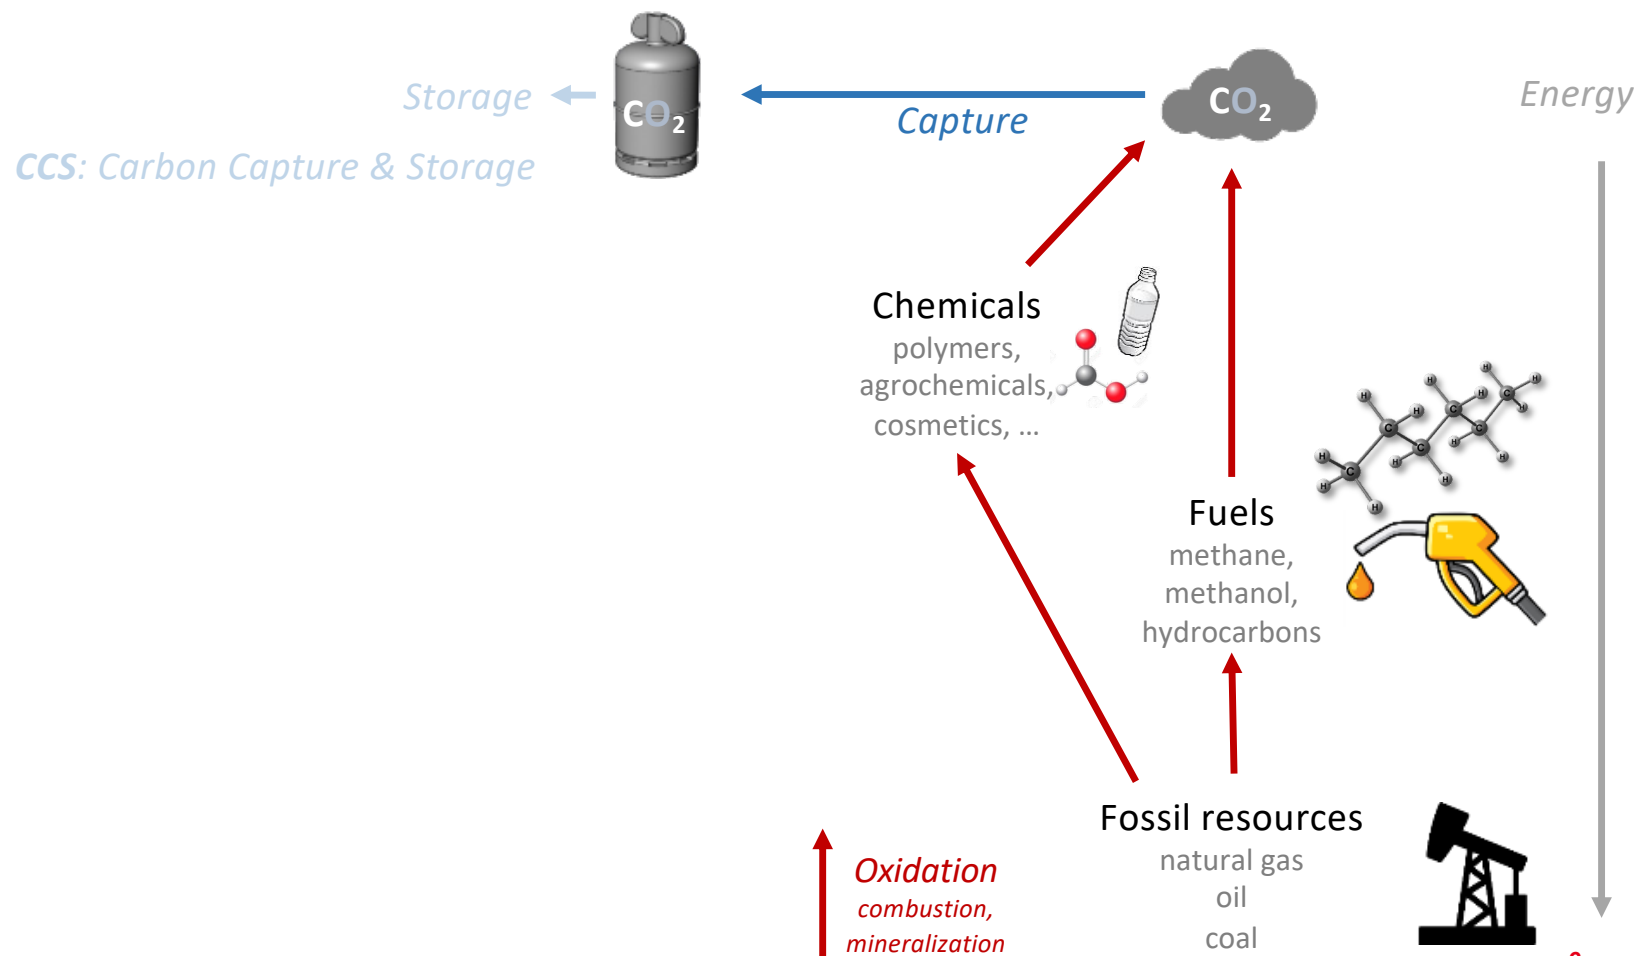 Storage
CO2
Capture
CO2
Energy
CCS: Carbon Capture & Storage
Chemicals
polymers,
agrochemicals,
cosmetics, ...
Fuels
methane,
methanol,
hydrocarbons
Fossil resources
natural gas
oil
coal
Oxidation
combustion,
mineralization